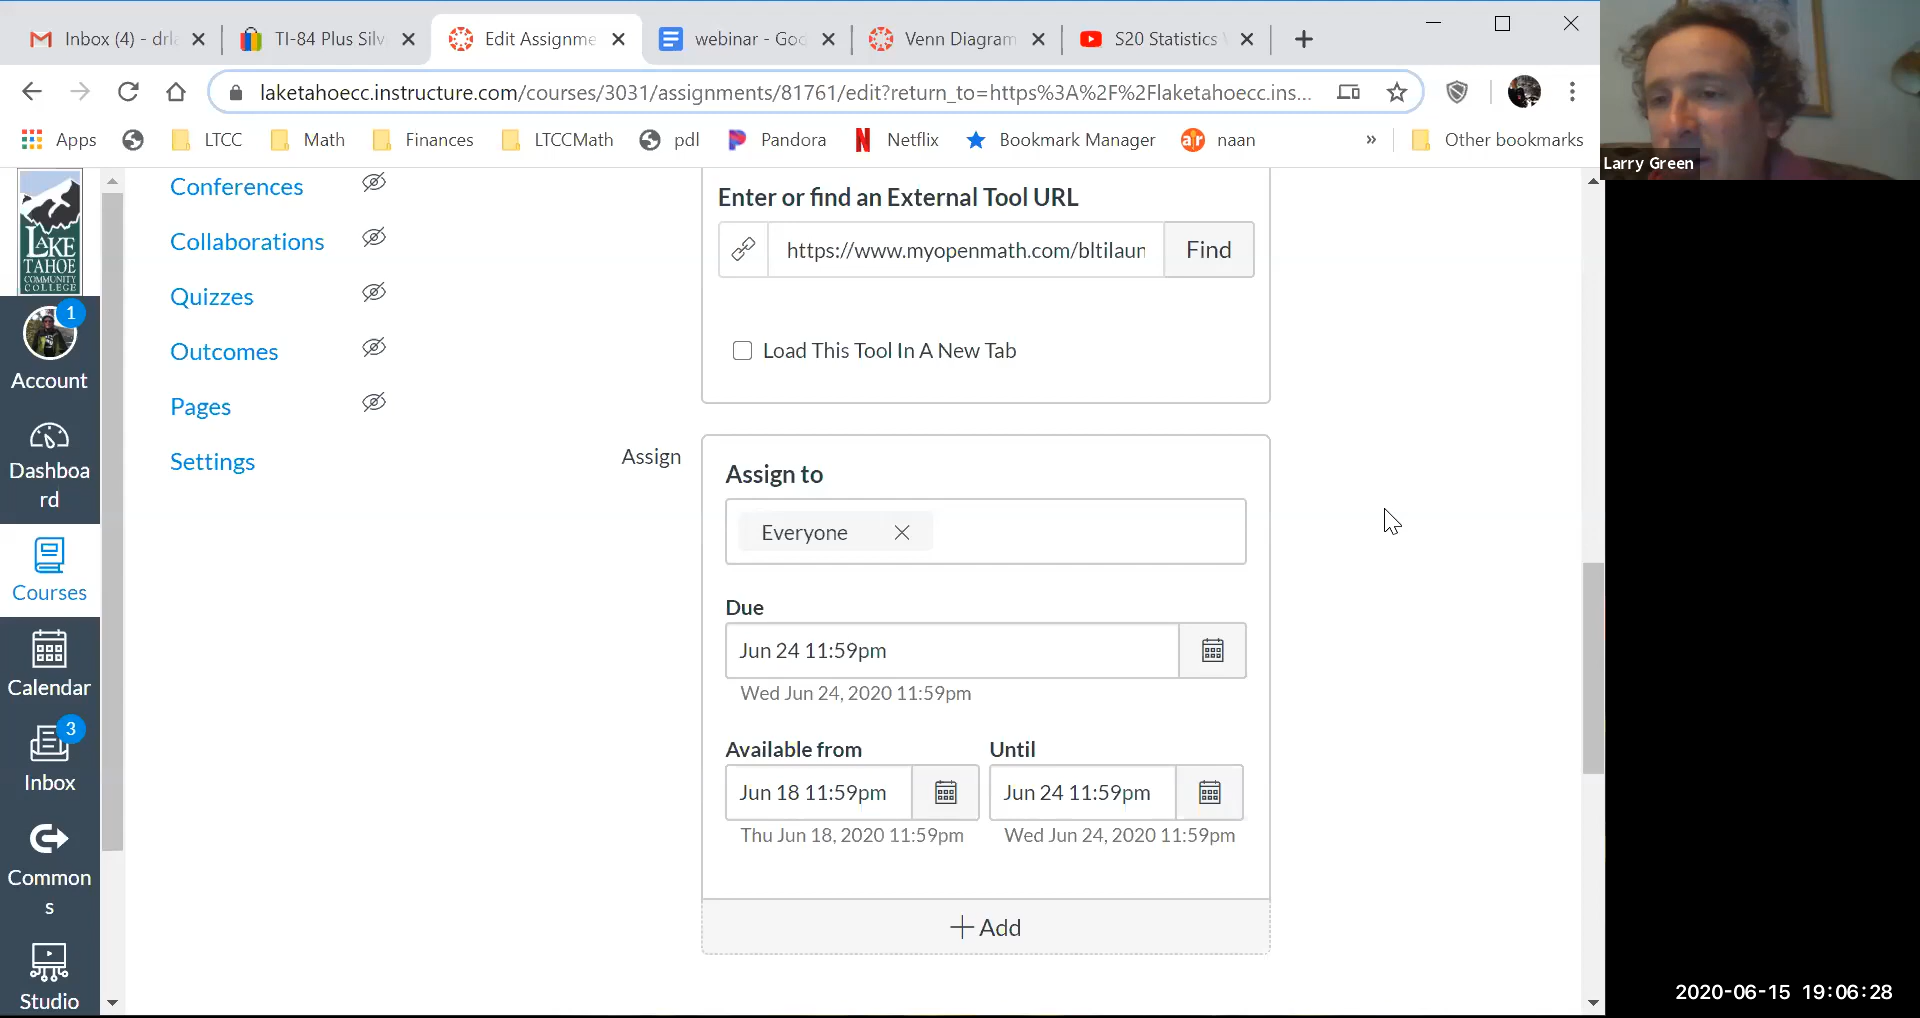 Inbox (4) - drla
TI-84 Plus Silv
Edit Assignme
webinar - Goo
Venn Diagram
S20 Statistics
laketahoecc.instructure.com/courses/3031/assignments/81761/edit?return_to=https%3A%2F%2Flaketahoecc.ins...
Apps
LTCC
Math
Finances
LTCCMath
pdl
Pandora
Netflix
Bookmark Manager
naan
»
Other bookmarks
Larry Green
LAKE
TAHOE
COMMUNITY
COLLEGE
1
Account
Dashboa
rd
Courses
Calendar
3
Inbox
Common
s
Studio
Conferences
Collaborations
Quizzes
Outcomes
Pages
Settings
Enter or find an External Tool URL
https://www.myopenmath.com/bltilaun
Find
Load This Tool In A New Tab
Assign
Assign to
Everyone
Due
Jun 24 11:59pm
Wed Jun 24, 2020 11:59pm
Available from
Until
Jun 18 11:59pm
Jun 24 11:59pm
Thu Jun 18, 2020 11:59pm
Wed Jun 24, 2020 11:59pm
+ Add
2020-06-15 19:06:28